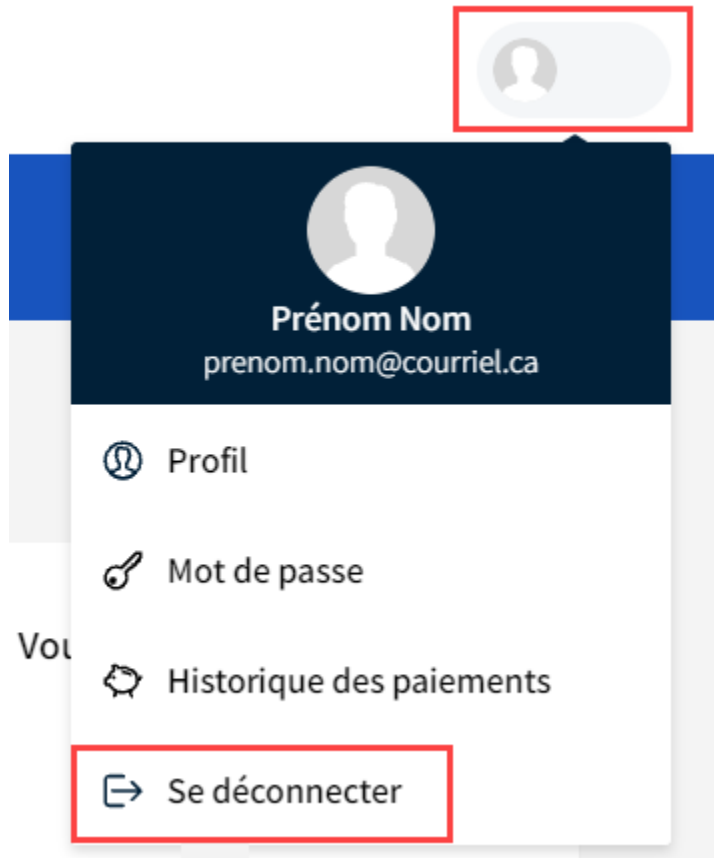 Prénom Nom
prenom.nom@courriel.ca
Profil
Mot de passe
Historique des paiements
Se déconnecter